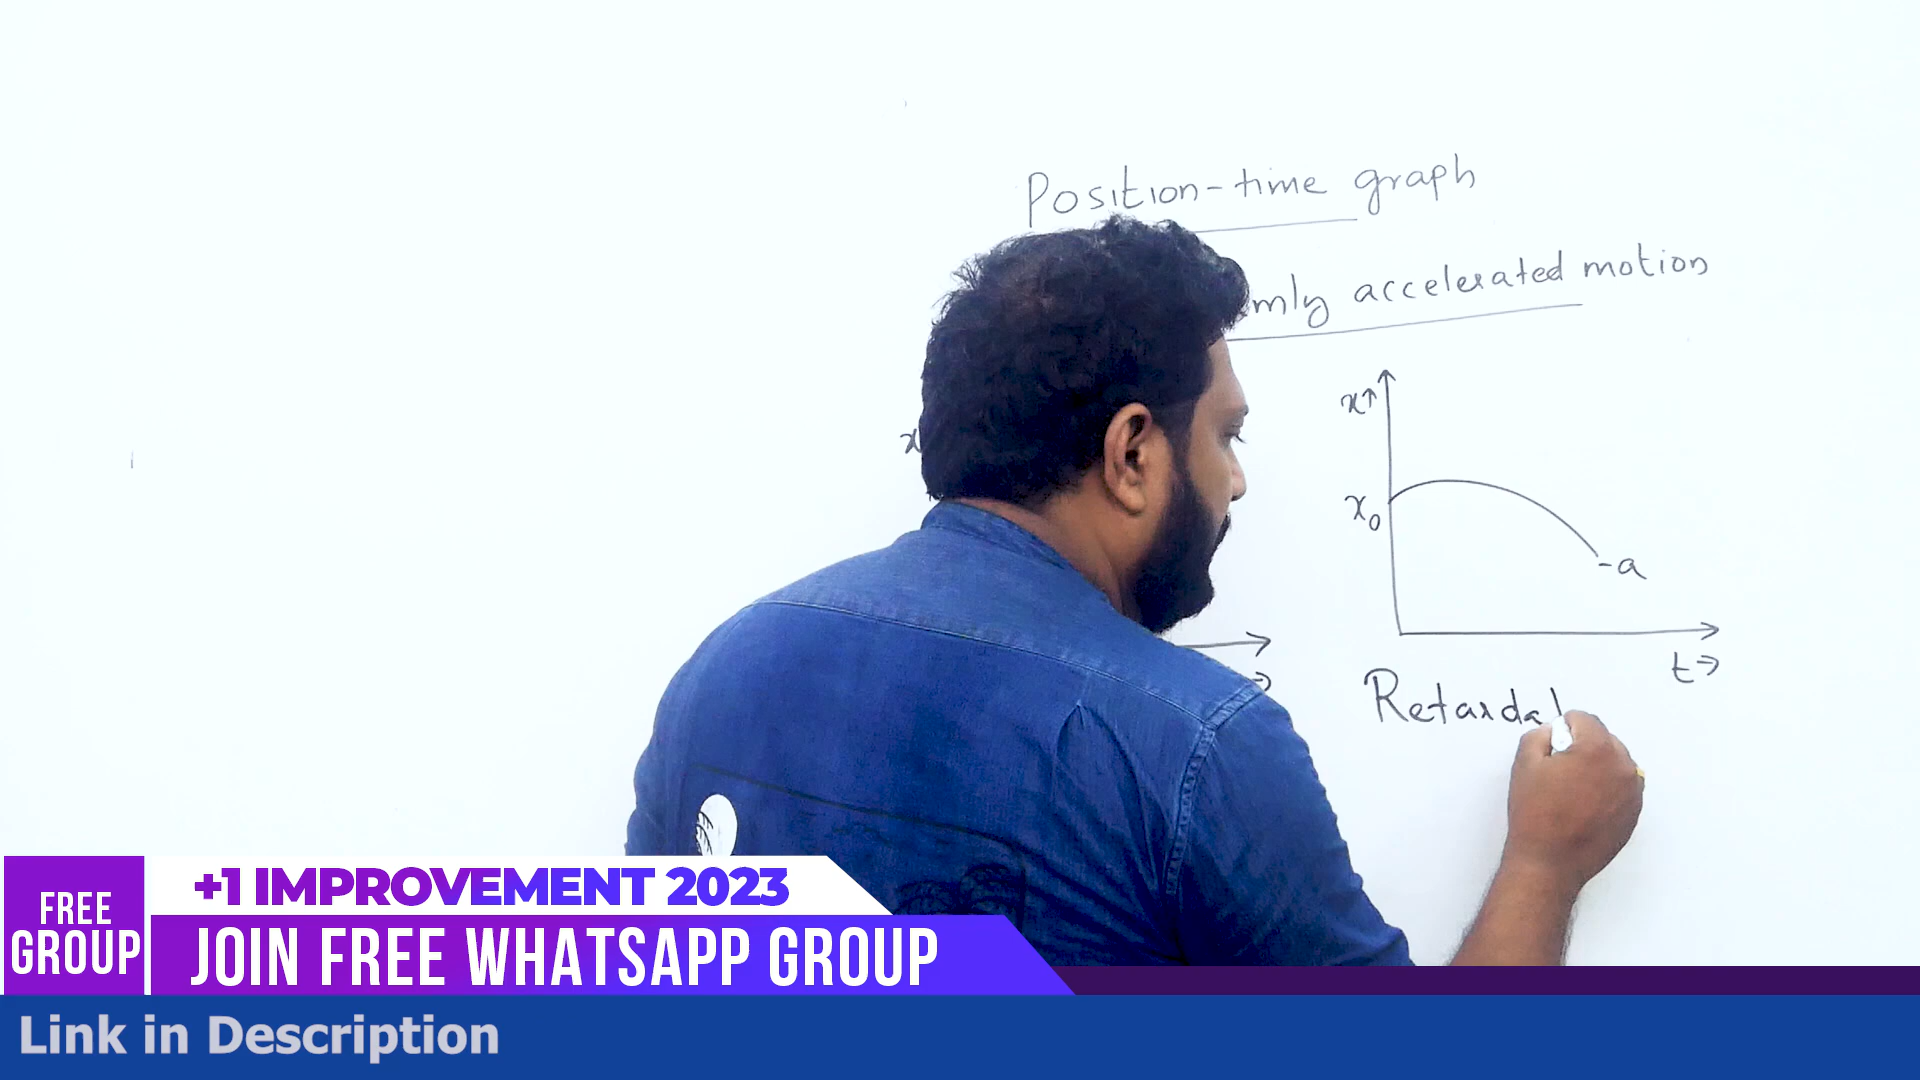 Position-time graph
mly accelerated motion
x
x↑
x₀
-a
t→
→
Retarda
FREE
GROUP
+1 IMPROVEMENT 2023
JOIN FREE WHATSAPP GROUP
Link in Description